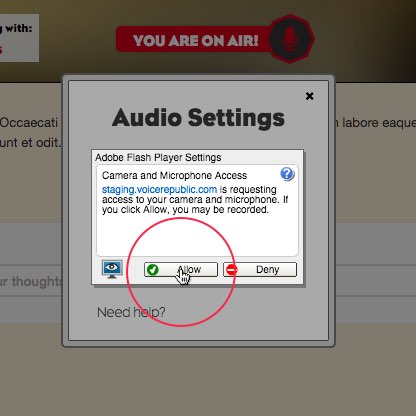 g with:
s
YOU ARE ON AIR!
Occaecati
n labore eaque
unt et odit.
Audio Settings
Adobe Flash Player Settings
Camera and Microphone Access
staging.voicerepublic.com is requesting
access to your camera and microphone. If
you click Allow, you may be recorded.
Allow
Deny
ur thoughts
Need help?